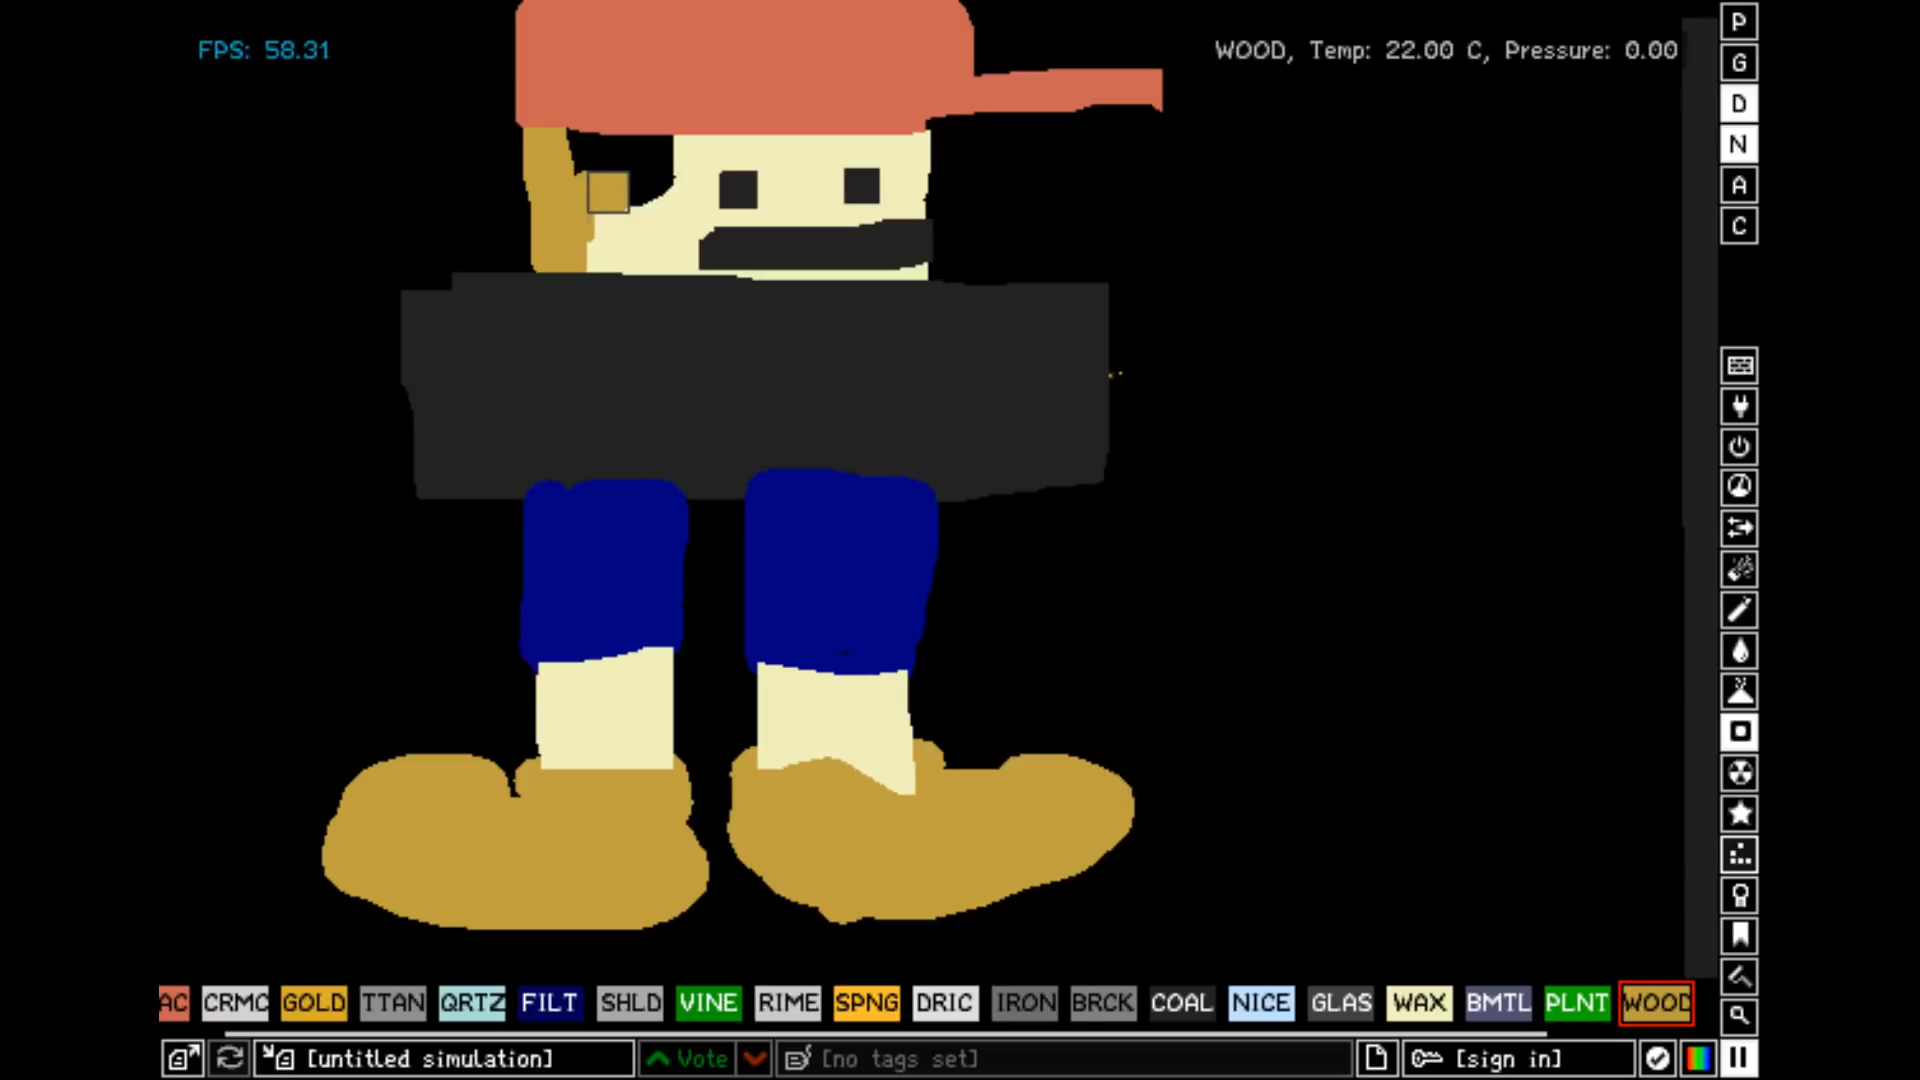 FPS: 58.31
WOOD, Temp: 22.00 C, Pressure: 0.00
P
G
D
N
A
C
AC CRMC GOLD TTAN QRTZ FILT SHLD VINE RIME SPNG DRIC IRON BRCK COAL NICE GLAS WAX BMTL PLNT WOOD
[untitled simulation] Vote [no tags set] [sign in]